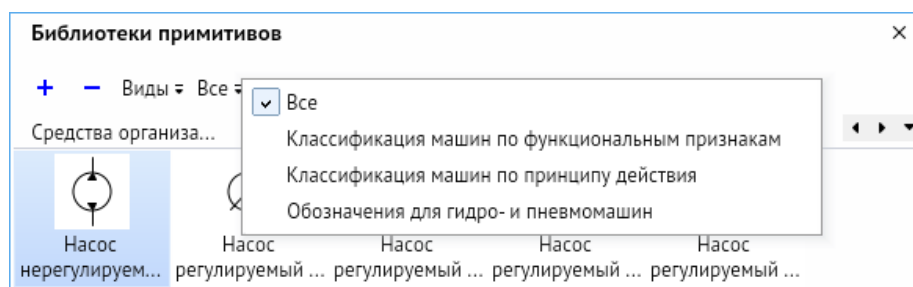 Библиотеки примитивов
Виды Все
Все
Классификация машин по функциональным признакам
Классификация машин по принципу действия
Обозначения для гидро- и пневмомашин
Средства организа...
Насос нерегулируем...
Насос регулируемый ...
Насос регулируемый ...
Насос регулируемый ...
Насос регулируемый ...